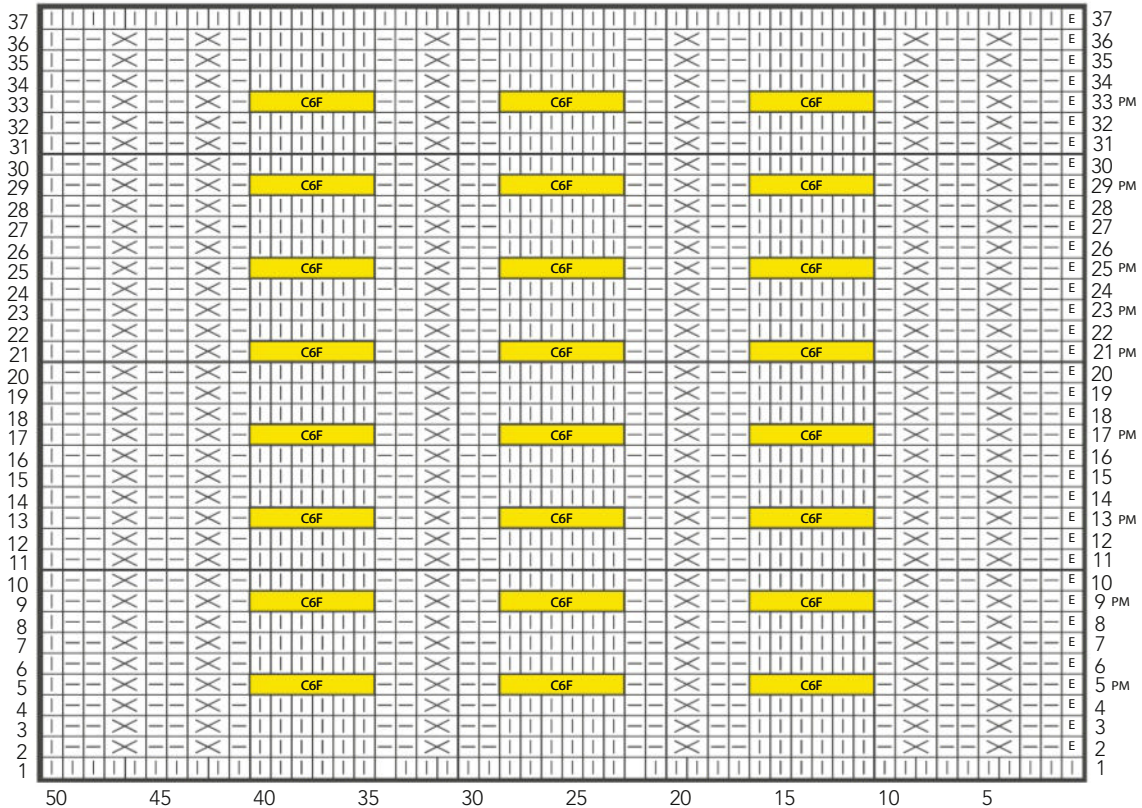 37 E 37
36 E 36
35 E 35
34 E 34
33 C6F C6F C6F E 33 PM
32 E 32
31 E 31
30 E 30
29 C6F C6F C6F E 29 PM
28 E 28
27 E 27
26 E 26
25 C6F C6F C6F E 25 PM
24 E 24
23 E 23 PM
22 E 22
21 C6F C6F C6F E 21 PM
20 E 20
19 E 19
18 E 18
17 C6F C6F C6F E 17 PM
16 E 16
15 E 15
14 E 14
13 C6F C6F C6F E 13 PM
12 E 12
11 E 11
10 E 10
9 C6F C6F C6F E 9 PM
8 E 8
7 E 7
6 E 6
5 C6F C6F C6F E 5 PM
4 E 4
3 E 3
2 E 2
1 1
50 45 40 35 30 25 20 15 10 5